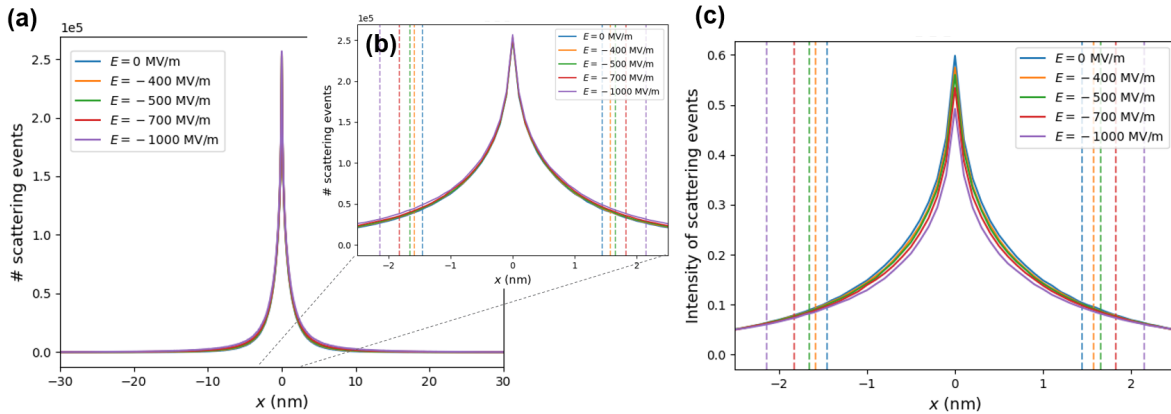 (a)
1e5
# scattering events
2.5
2.0
1.5
1.0
0.5
0.0
−30
−20
−10
0
10
20
30
x (nm)
E = 0 MV/m
E = −400 MV/m
E = −500 MV/m
E = −700 MV/m
E = −1000 MV/m
(b)
1e5
# scattering events
2.5
2.0
1.5
1.0
0.5
0.0
−2
−1
0
1
2
x (nm)
E = 0 MV/m
E = −400 MV/m
E = −500 MV/m
E = −700 MV/m
E = −1000 MV/m
(c)
Intensity of scattering events
0.6
0.5
0.4
0.3
0.2
0.1
0.0
−2
−1
0
1
2
x (nm)
E = 0 MV/m
E = −400 MV/m
E = −500 MV/m
E = −700 MV/m
E = −1000 MV/m